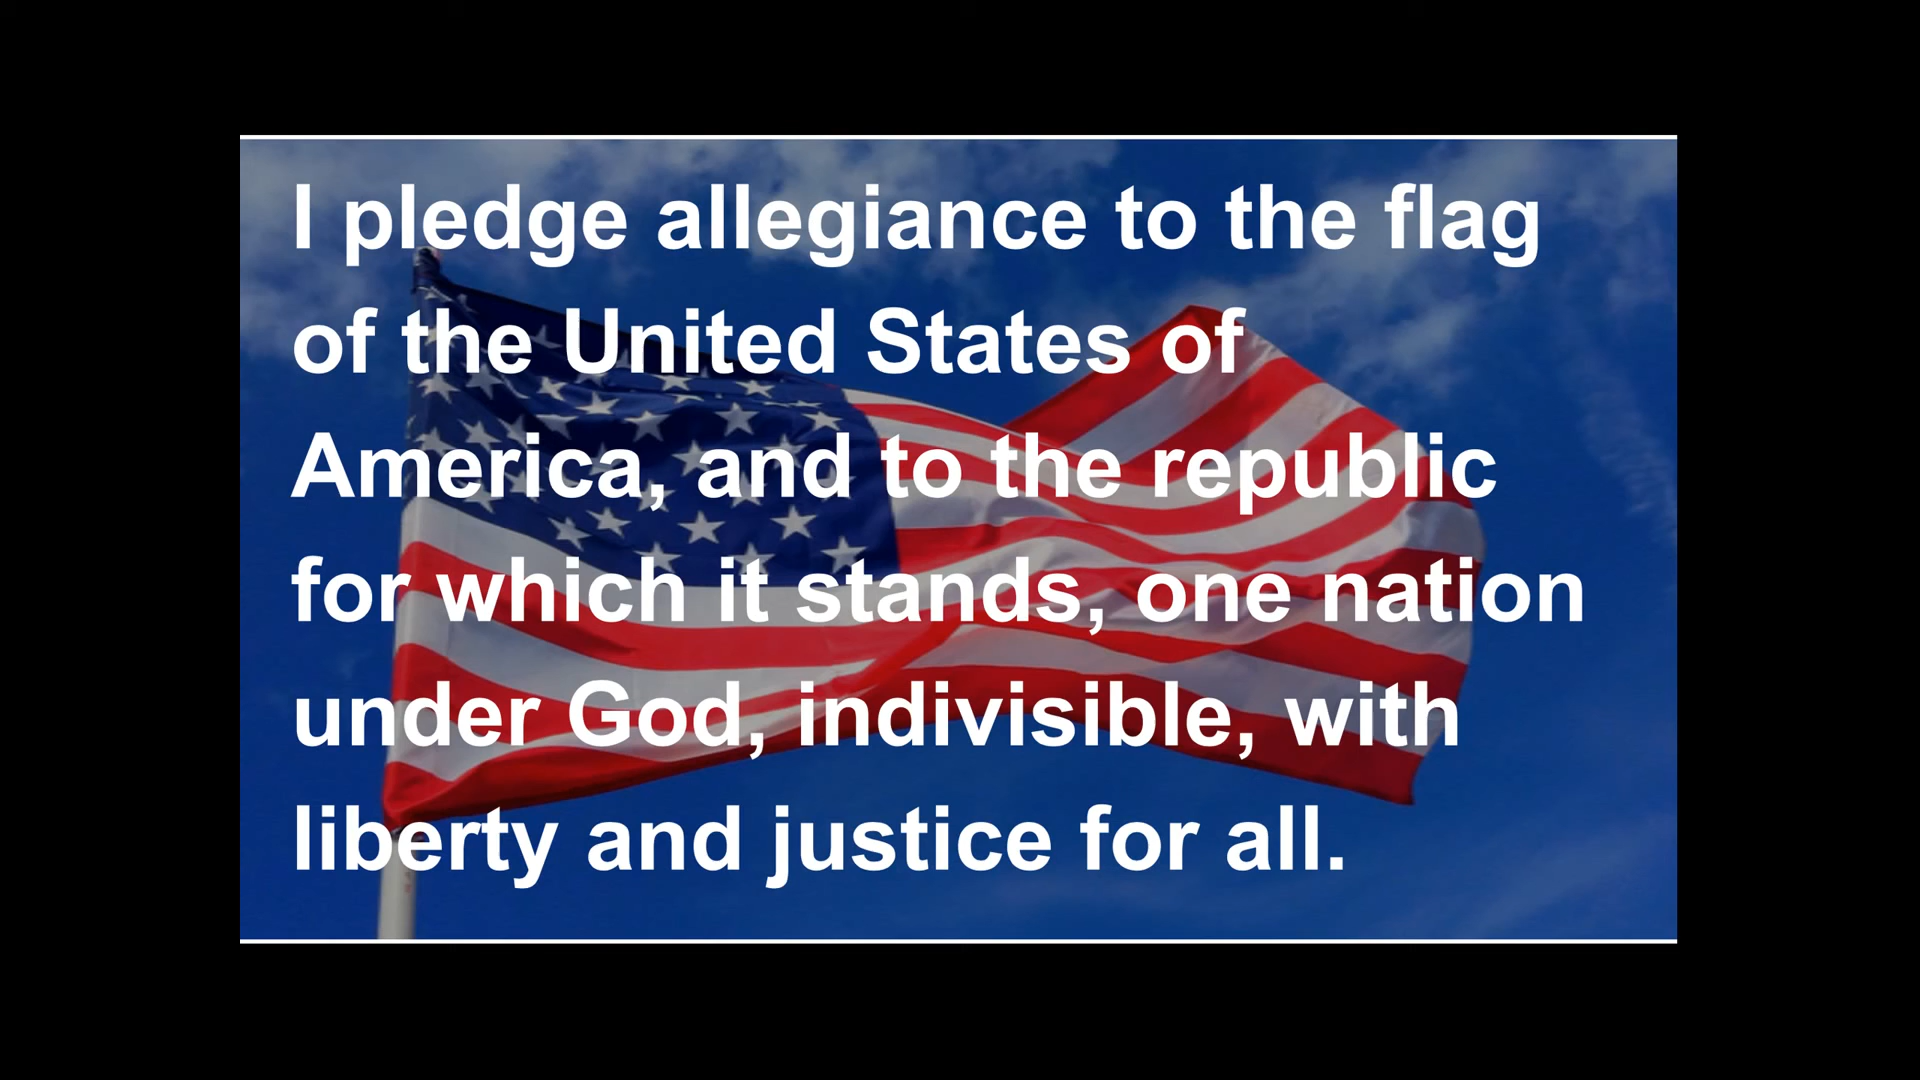 I pledge allegiance to the flag
of the United States of
America, and to the republic
for which it stands, one nation
under God, indivisible, with
liberty and justice for all.